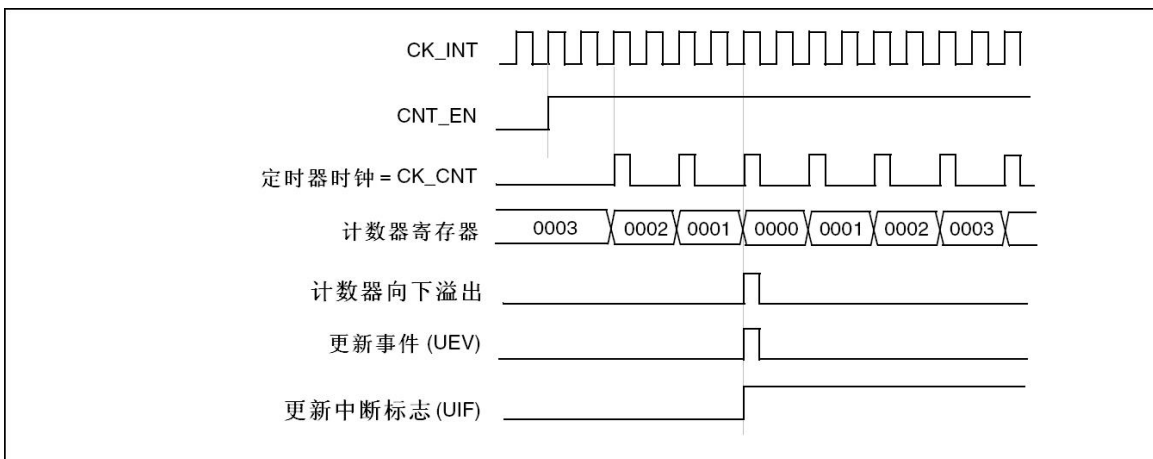 CK_INT
CNT_EN
定时器时钟 = CK_CNT
计数器寄存器 0003 0002 0001 0000 0001 0002 0003
计数器向下溢出
更新事件 (UEV)
更新中断标志 (UIF)